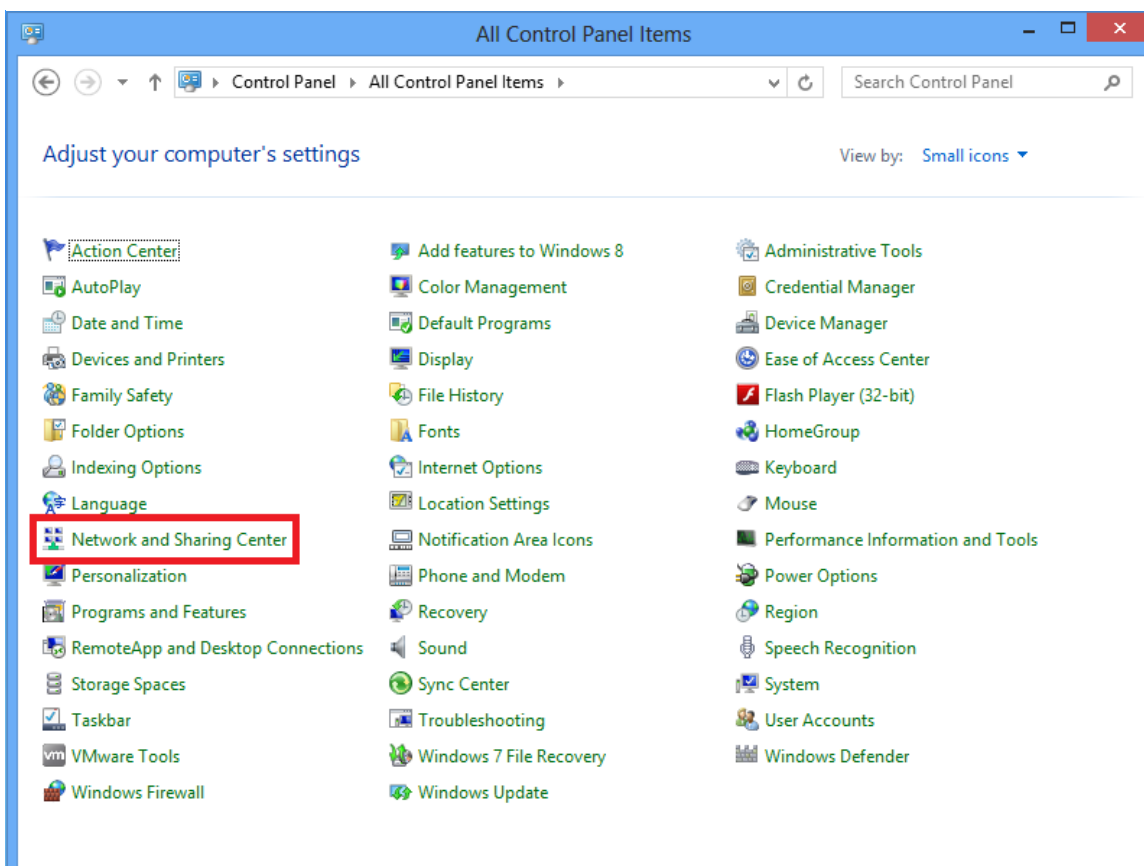 All Control Panel Items
Control Panel All Control Panel Items Search Control Panel
Adjust your computer's settings View by: Small icons
Action Center Add features to Windows 8 Administrative Tools
AutoPlay Color Management Credential Manager
Date and Time Default Programs Device Manager
Devices and Printers Display Ease of Access Center
Family Safety File History Flash Player (32-bit)
Folder Options Fonts HomeGroup
Indexing Options Internet Options Keyboard
Language Location Settings Mouse
Network and Sharing Center Notification Area Icons Performance Information and Tools
Personalization Phone and Modem Power Options
Programs and Features Recovery Region
RemoteApp and Desktop Connections Sound Speech Recognition
Storage Spaces Sync Center System
Taskbar Troubleshooting User Accounts
vm VMware Tools Windows 7 File Recovery Windows Defender
Windows Firewall Windows Update